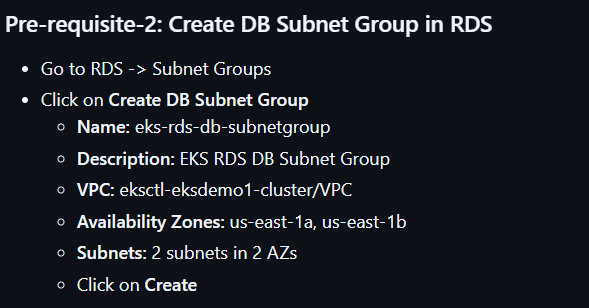 Pre-requisite-2: Create DB Subnet Group in RDS
Go to RDS -> Subnet Groups
Click on Create DB Subnet Group
Name: eks-rds-db-subnetgroup
Description: EKS RDS DB Subnet Group
VPC: eksctl-eksdemo1-cluster/VPC
Availability Zones: us-east-1a, us-east-1b
Subnets: 2 subnets in 2 AZs
Click on Create